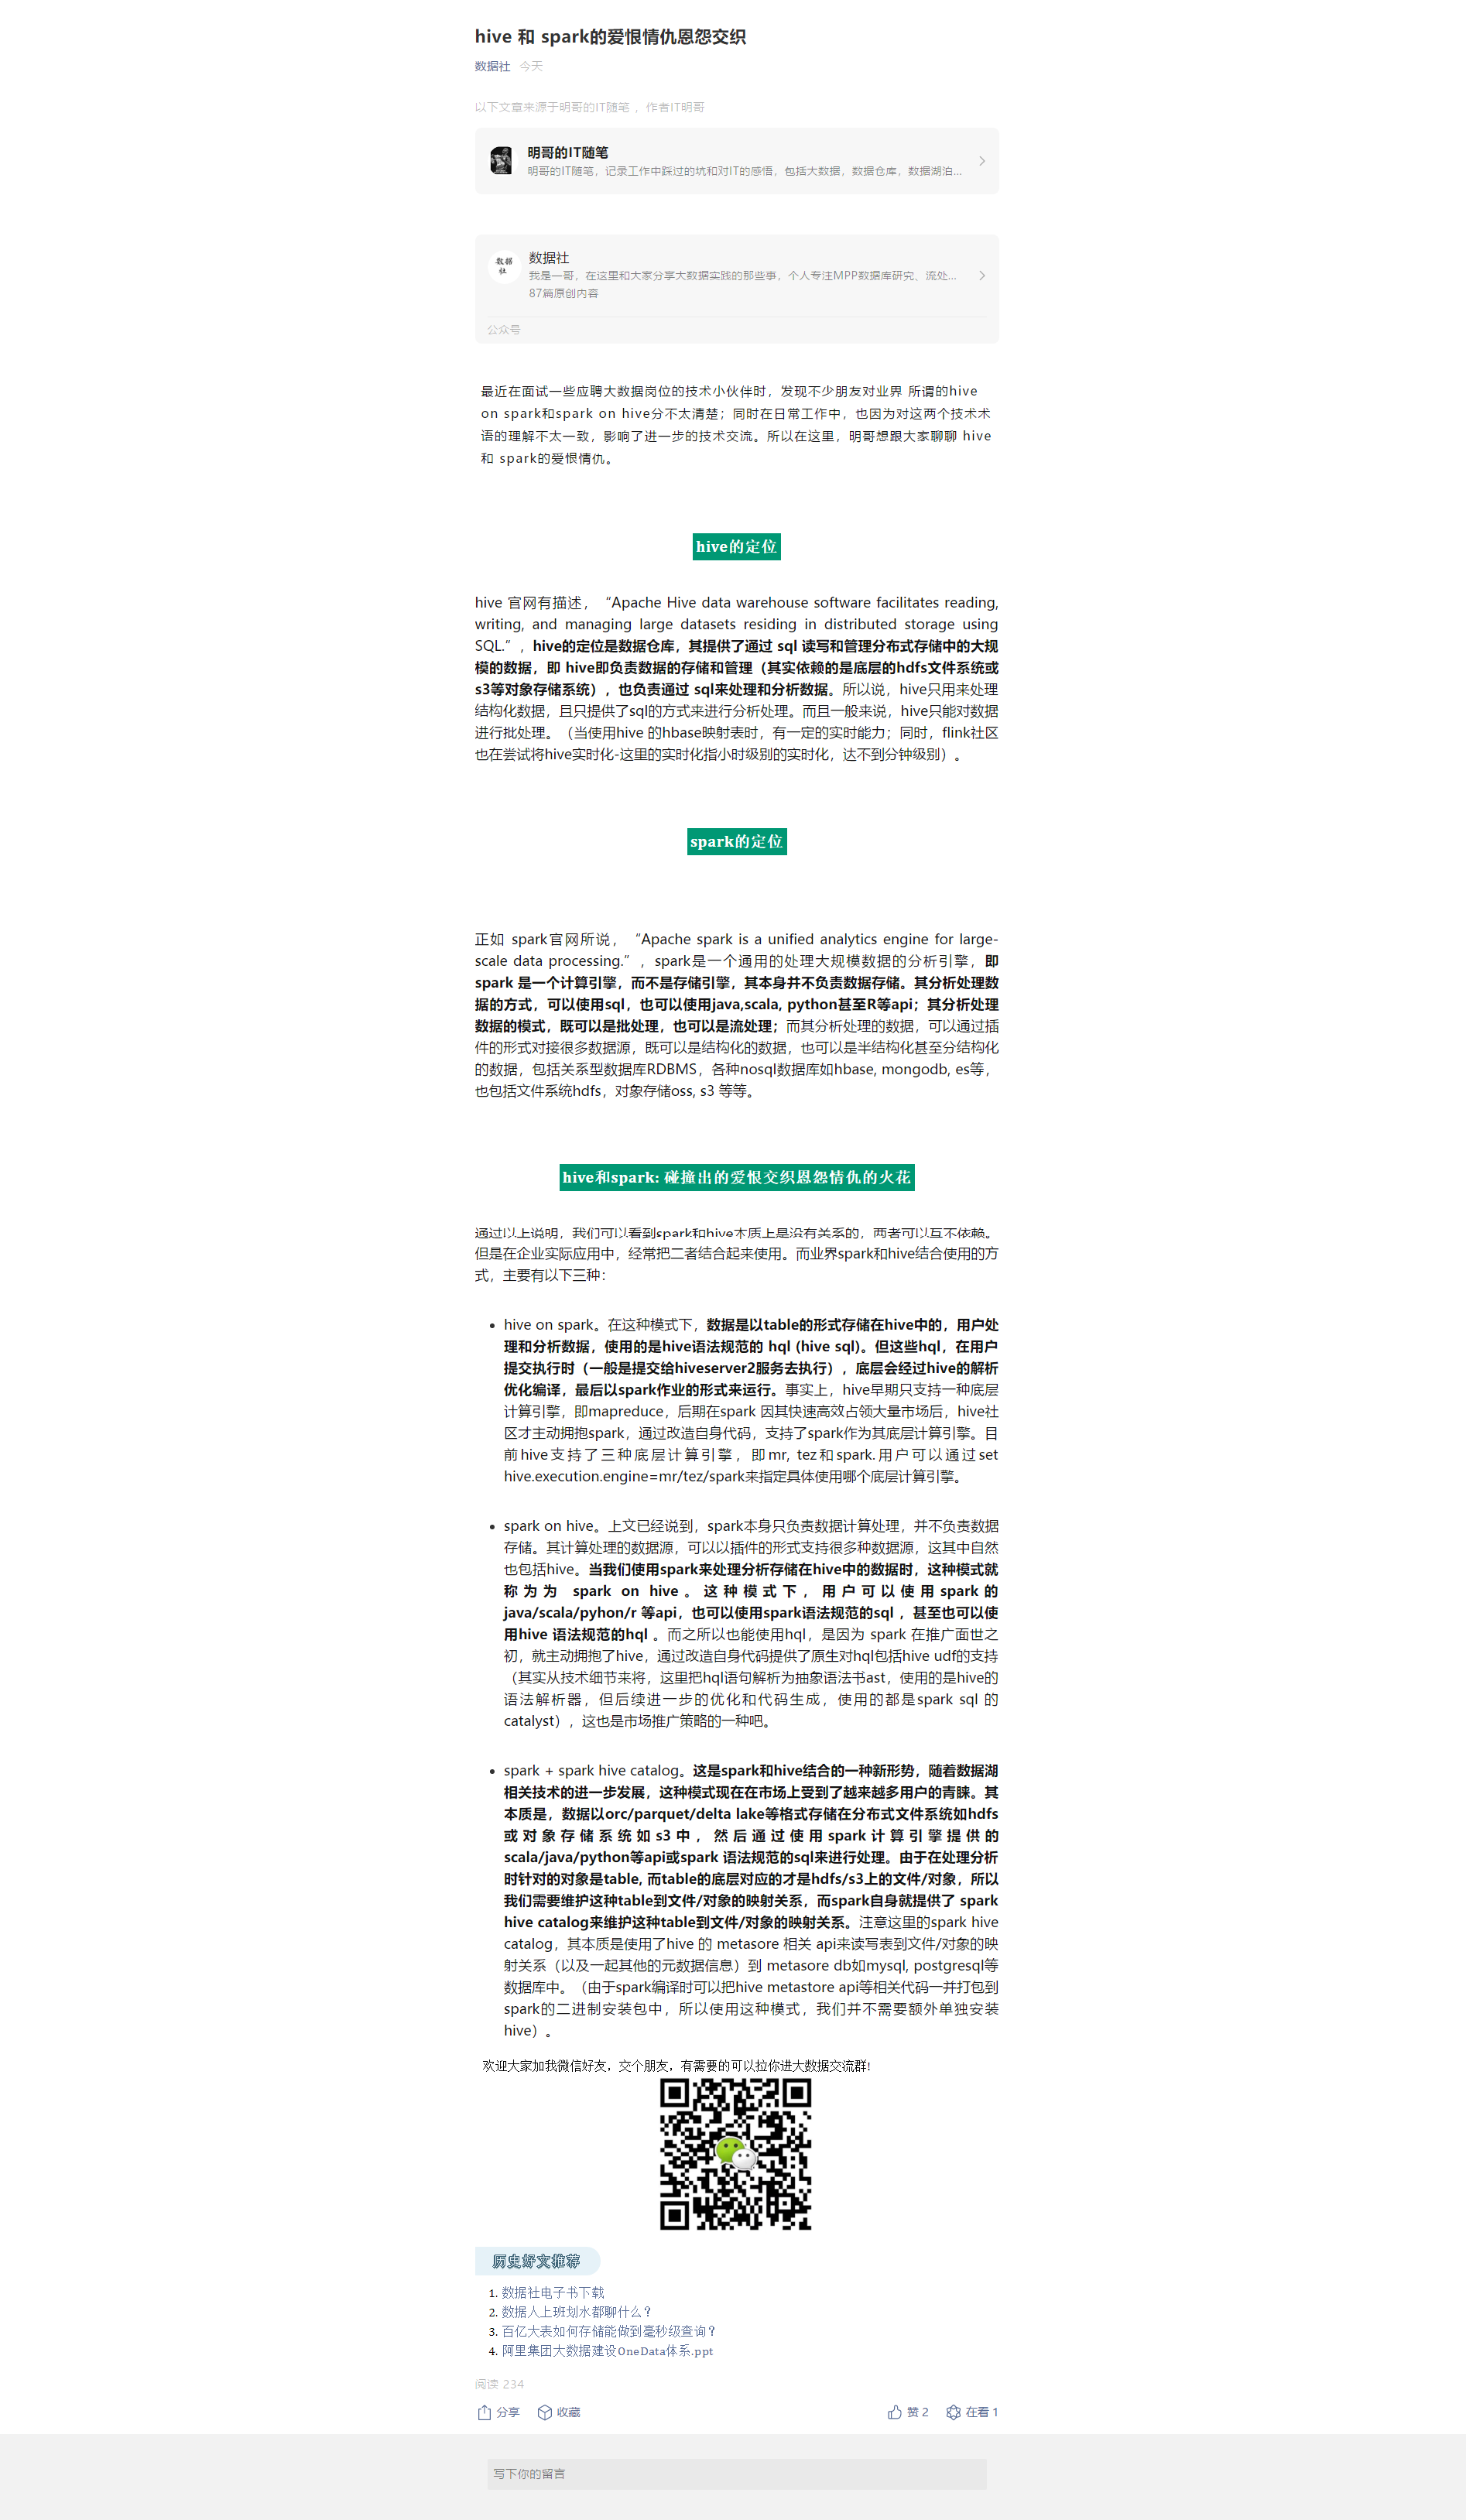 hive 和 spark的爱恨情仇恩怨交织
数据社 今天
以下文章来源于明哥的IT随笔 ，作者IT明哥
明哥的IT随笔
明哥的IT随笔，记录工作中踩过的坑和对IT的感悟，包括大数据，数据仓库，数据湖泊...
数据
社
数据社
我是一哥，在这里和大家分享大数据实践的那些事，个人专注MPP数据库研究、流处...
87篇原创内容
公众号
最近在面试一些应聘大数据岗位的技术小伙伴时，发现不少朋友对业界 所谓的hive
on spark和spark on hive分不太清楚；同时在日常工作中，也因为对这两个技术术
语的理解不太一致，影响了进一步的技术交流。所以在这里，明哥想跟大家聊聊 hive
和 spark的爱恨情仇。
hive的定位
hive 官网有描述，“Apache Hive data warehouse software facilitates reading,
writing, and managing large datasets residing in distributed storage using
SQL.”，hive的定位是数据仓库，其提供了通过 sql 读写和管理分布式存储中的大规
模的数据，即 hive即负责数据的存储和管理（其实依赖的是底层的hdfs文件系统或
s3等对象存储系统），也负责通过 sql来处理和分析数据。所以说，hive只用来处理
结构化数据，且只提供了sql的方式来进行分析处理。而且一般来说，hive只能对数据
进行批处理。（当使用hive 的hbase映射表时，有一定的实时能力；同时，flink社区
也在尝试将hive实时化-这里的实时化指小时级别的实时化，达不到分钟级别）。
spark的定位
正如 spark官网所说，“Apache spark is a unified analytics engine for large-
scale data processing.”，spark是一个通用的处理大规模数据的分析引擎，即
spark 是一个计算引擎，而不是存储引擎，其本身并不负责数据存储。其分析处理数
据的方式，可以使用sql，也可以使用java,scala, python甚至R等api；其分析处理
数据的模式，既可以是批处理，也可以是流处理；而其分析处理的数据，可以通过插
件的形式对接很多数据源，既可以是结构化的数据，也可以是半结构化甚至分结构化
的数据，包括关系型数据库RDBMS，各种nosql数据库如hbase, mongodb, es等，
也包括文件系统hdfs，对象存储oss, s3 等等。
hive和spark: 碰撞出的爱恨交织恩怨情仇的火花
通过以上说明，我们可以看到spark和hive本质上是没有关系的，两者可以互不依赖。
但是在企业实际应用中，经常把二者结合起来使用。而业界spark和hive结合使用的方
式，主要有以下三种：
• hive on spark。在这种模式下，数据是以table的形式存储在hive中的，用户处
理和分析数据，使用的是hive语法规范的 hql (hive sql)。但这些hql，在用户
提交执行时（一般是提交给hiveserver2服务去执行），底层会经过hive的解析
优化编译，最后以spark作业的形式来运行。事实上，hive早期只支持一种底层
计算引擎，即mapreduce，后期在spark 因其快速高效占领大量市场后，hive社
区才主动拥抱spark，通过改造自身代码，支持了spark作为其底层计算引擎。目
前hive支持了三种底层计算引擎，即mr, tez和spark.用户可以通过set
hive.execution.engine=mr/tez/spark来指定具体使用哪个底层计算引擎。
• spark on hive。上文已经说到，spark本身只负责数据计算处理，并不负责数据
存储。其计算处理的数据源，可以以插件的形式支持很多种数据源，这其中自然
也包括hive。当我们使用spark来处理分析存储在hive中的数据时，这种模式就
称为为 spark on hive。这种模式下，用户可以使用spark的
java/scala/pyhon/r 等api，也可以使用spark语法规范的sql ，甚至也可以使
用hive 语法规范的hql 。而之所以也能使用hql，是因为 spark 在推广面世之
初，就主动拥抱了hive，通过改造自身代码提供了原生对hql包括hive udf的支持
（其实从技术细节来将，这里把hql语句解析为抽象语法书ast，使用的是hive的
语法解析器，但后续进一步的优化和代码生成，使用的都是spark sql 的
catalyst），这也是市场推广策略的一种吧。
• spark + spark hive catalog。这是spark和hive结合的一种新形势，随着数据湖
相关技术的进一步发展，这种模式现在在市场上受到了越来越多用户的青睐。其
本质是，数据以orc/parquet/delta lake等格式存储在分布式文件系统如hdfs
或对象存储系统如s3中，然后通过使用spark计算引擎提供的
scala/java/python等api或spark 语法规范的sql来进行处理。由于在处理分析
时针对的对象是table, 而table的底层对应的才是hdfs/s3上的文件/对象，所以
我们需要维护这种table到文件/对象的映射关系，而spark自身就提供了 spark
hive catalog来维护这种table到文件/对象的映射关系。注意这里的spark hive
catalog，其本质是使用了hive 的 metasore 相关 api来读写表到文件/对象的映
射关系（以及一起其他的元数据信息）到 metasore db如mysql, postgresql等
数据库中。（由于spark编译时可以把hive metastore api等相关代码一并打包到
spark的二进制安装包中，所以使用这种模式，我们并不需要额外单独安装
hive）。
欢迎大家加我微信好友，交个朋友，有需要的可以拉你进大数据交流群!
历史好文推荐
1. 数据社电子书下载
2. 数据人上班划水都聊什么？
3. 百亿大表如何存储能做到毫秒级查询？
4. 阿里集团大数据建设OneData体系.ppt
阅读 234
分享 收藏 赞 2 在看 1
写下你的留言